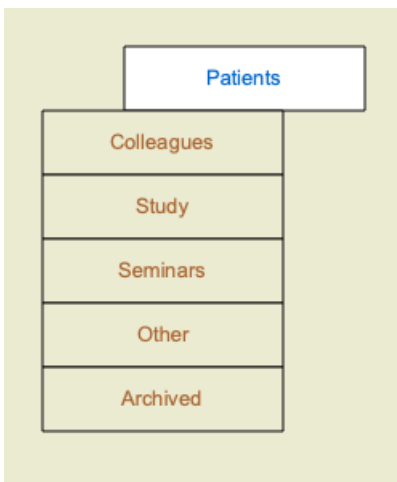 Patients
Colleagues
Study
Seminars
Other
Archived